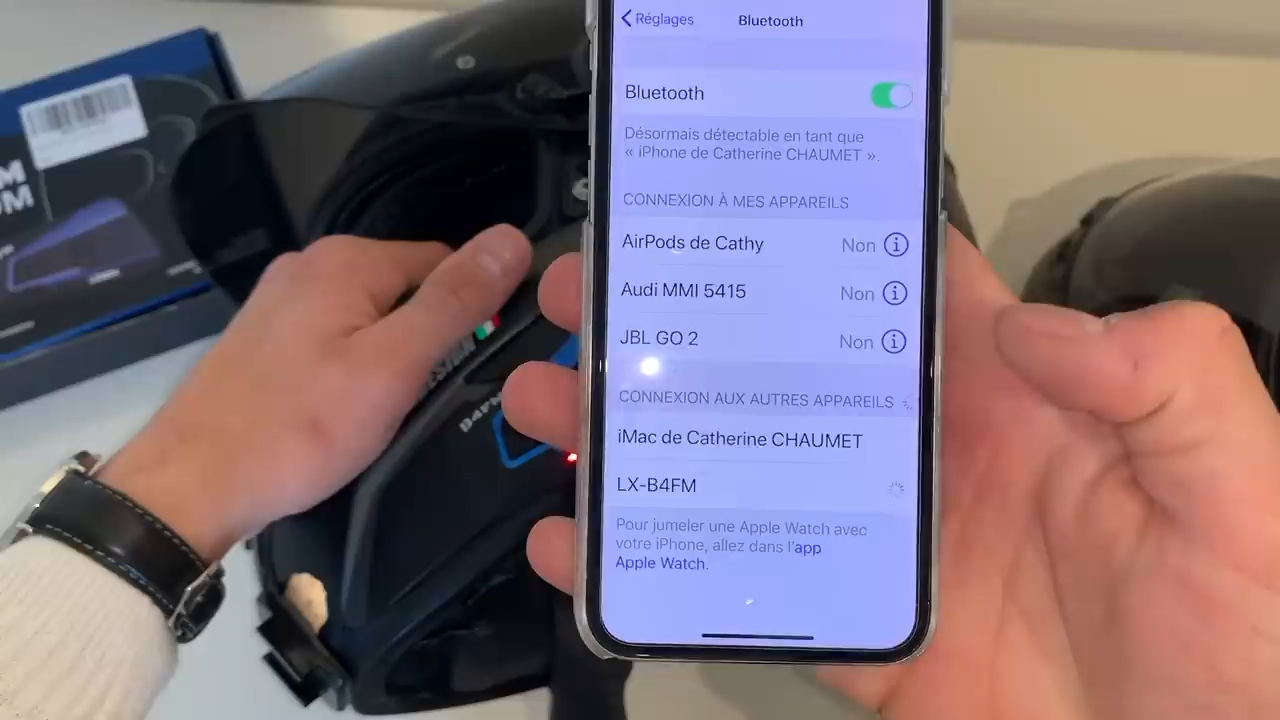 Réglages
Bluetooth
Bluetooth
Désormais détectable en tant que
« iPhone de Catherine CHAUMET ».
CONNEXION À MES APPAREILS
AirPods de Cathy Non
Audi MMI 5415 Non
JBL GO 2 Non
CONNEXION AUX AUTRES APPAREILS
iMac de Catherine CHAUMET
LX-B4FM
Pour jumeler une Apple Watch avec
votre iPhone, allez dans l'app
Apple Watch.